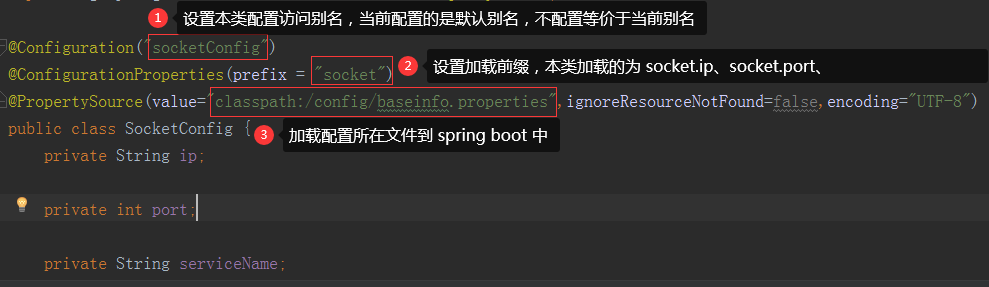 1 设置本类配置访问别名，当前配置的是默认别名，不配置等价于当前别名
@Configuration("socketConfig")
@ConfigurationProperties(prefix = "socket") 2 设置加载前缀，本类加载的为 socket.ip、socket.port、
@PropertySource(value="classpath:/config/baseinfo.properties",ignoreResourceNotFound=false,encoding="UTF-8")
public class SocketConfig { 3 加载配置所在文件到 spring boot 中
private String ip;
private int port;
private String serviceName;